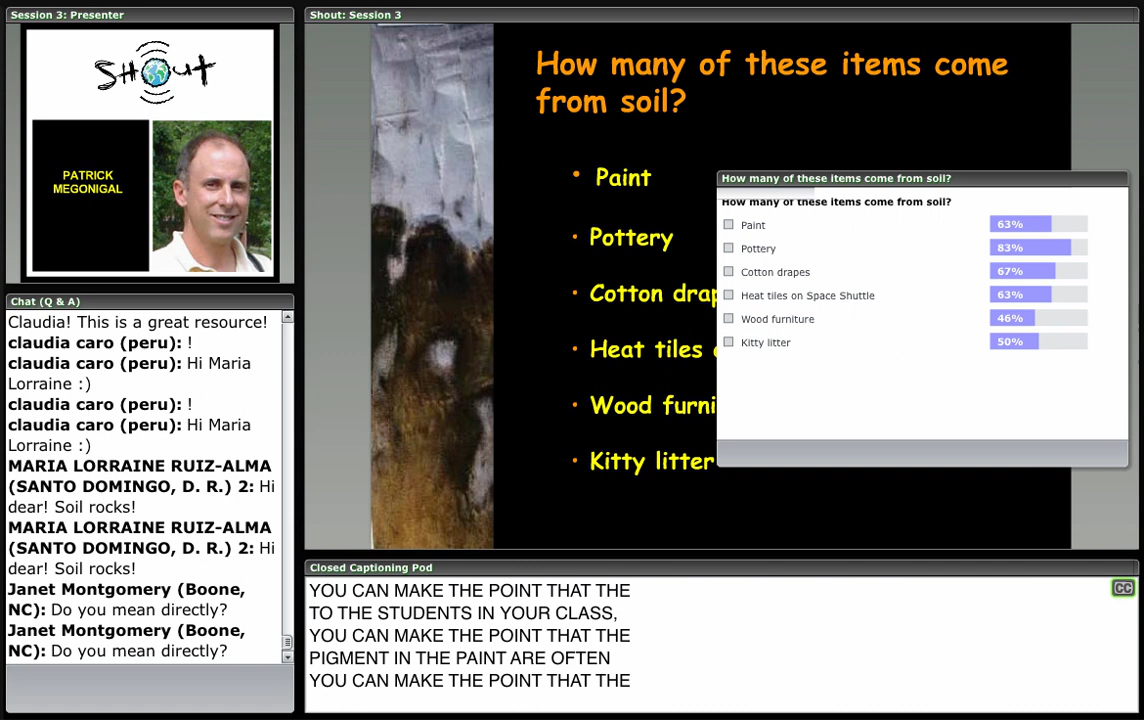 Session 3: Presenter
SHOUT
PATRICK
MEGONIGAL
Chat (Q & A)
Claudia! This is a great resource!
claudia caro (peru): !
claudia caro (peru): Hi Maria
Lorraine :)
claudia caro (peru): !
claudia caro (peru): Hi Maria
Lorraine :)
MARIA LORRAINE RUIZ-ALMA
(SANTO DOMINGO, D. R.) 2: Hi
dear! Soil rocks!
MARIA LORRAINE RUIZ-ALMA
(SANTO DOMINGO, D. R.) 2: Hi
dear! Soil rocks!
Janet Montgomery (Boone,
NC): Do you mean directly?
Janet Montgomery (Boone,
NC): Do you mean directly?
Shout: Session 3
How many of these items come
from soil?
• Paint
• Pottery
• Cotton drap
• Heat tiles
• Wood furni
• Kitty litter
How many of these items come from soil?
How many of these items come from soil?
Paint 63%
Pottery 83%
Cotton drapes 67%
Heat tiles on Space Shuttle 63%
Wood furniture 46%
Kitty litter 50%
Closed Captioning Pod
YOU CAN MAKE THE POINT THAT THE
TO THE STUDENTS IN YOUR CLASS,
YOU CAN MAKE THE POINT THAT THE
PIGMENT IN THE PAINT ARE OFTEN
YOU CAN MAKE THE POINT THAT THE
CC